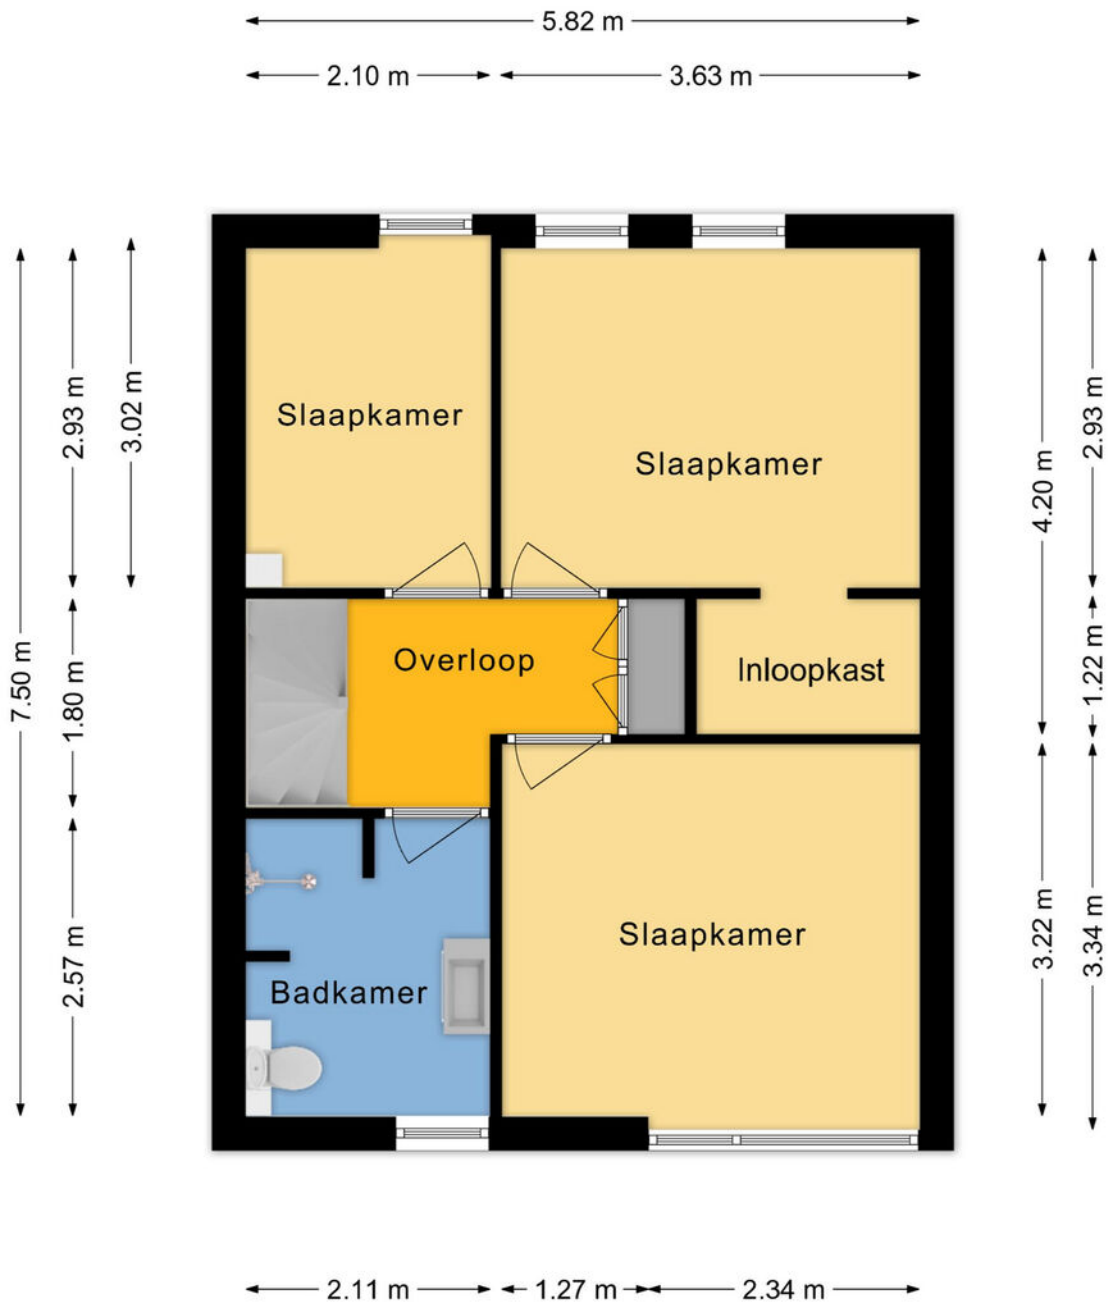 5.82 m
2.10 m
3.63 m
7.50 m
2.93 m
3.02 m
1.80 m
2.57 m
4.20 m
2.93 m
1.22 m
3.22 m
3.34 m
Slaapkamer
Slaapkamer
Overloop
Inloopkast
Slaapkamer
Badkamer
2.11 m
1.27 m
2.34 m